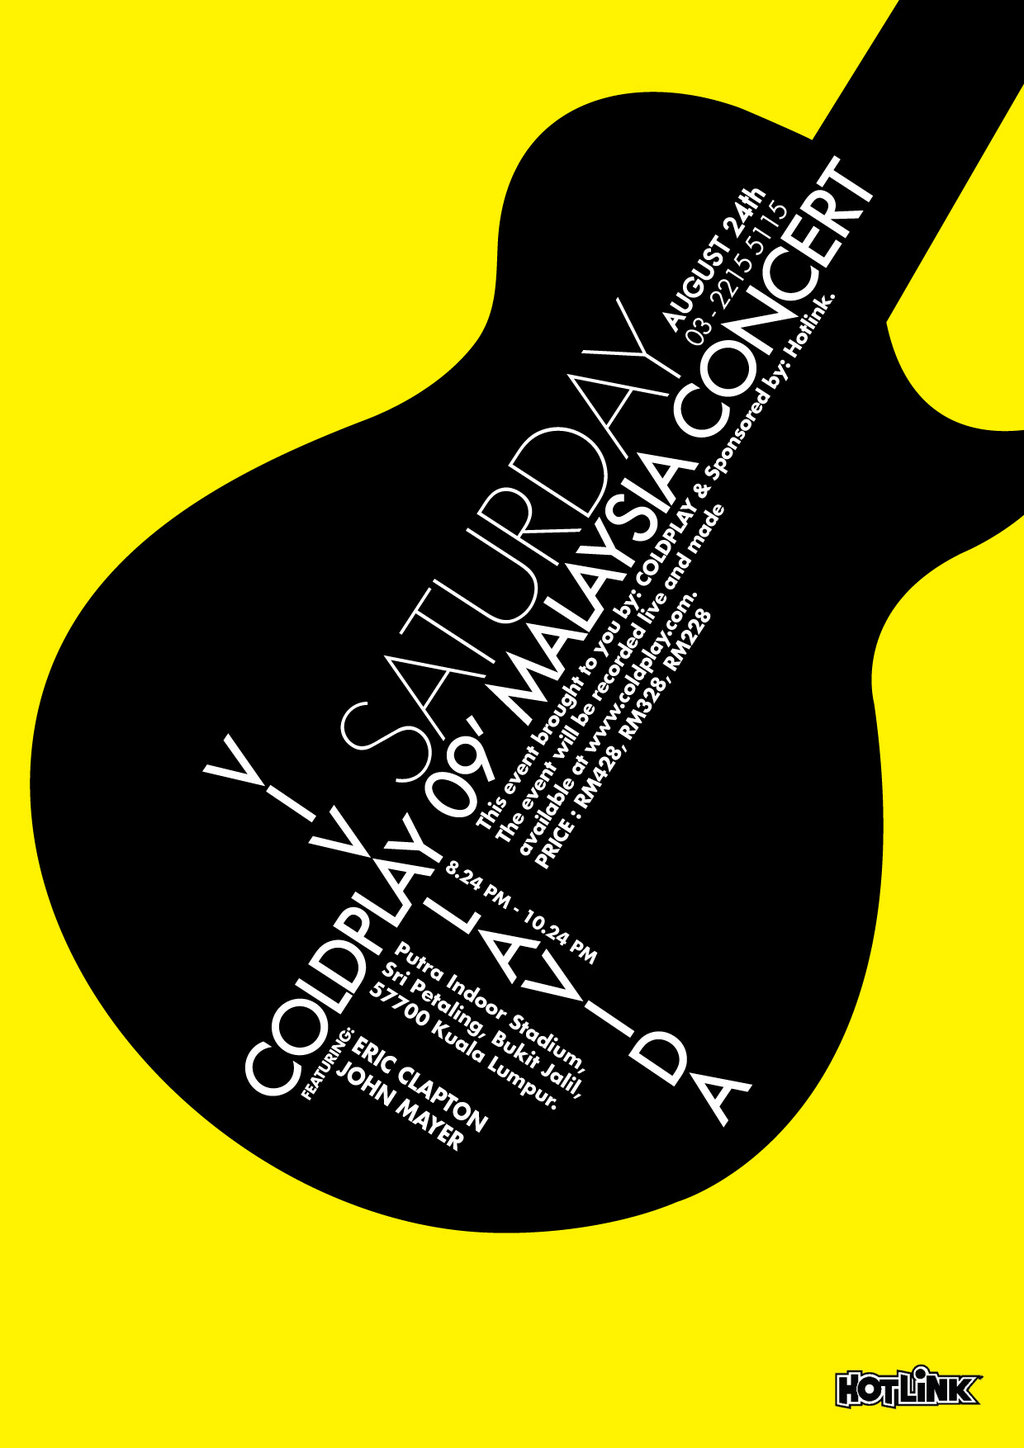 AUGUST 24th
03 - 2215 5115
SATURDAY
COLDPLAY 09' MALAYSIA CONCERT
This event brought to you by: COLDPLAY & Sponsored by: Hotlink.
The event will be recorded live and made
available at www.coldplay.com.
PRICE : RM428, RM328, RM228
VIVA LA VIDA
8.24 PM - 10.24 PM
Putra Indoor Stadium,
Sri Petaling, Bukit Jalil,
57700 Kuala Lumpur.
FEATURING:
ERIC CLAPTON
JOHN MAYER
HOTLiNK